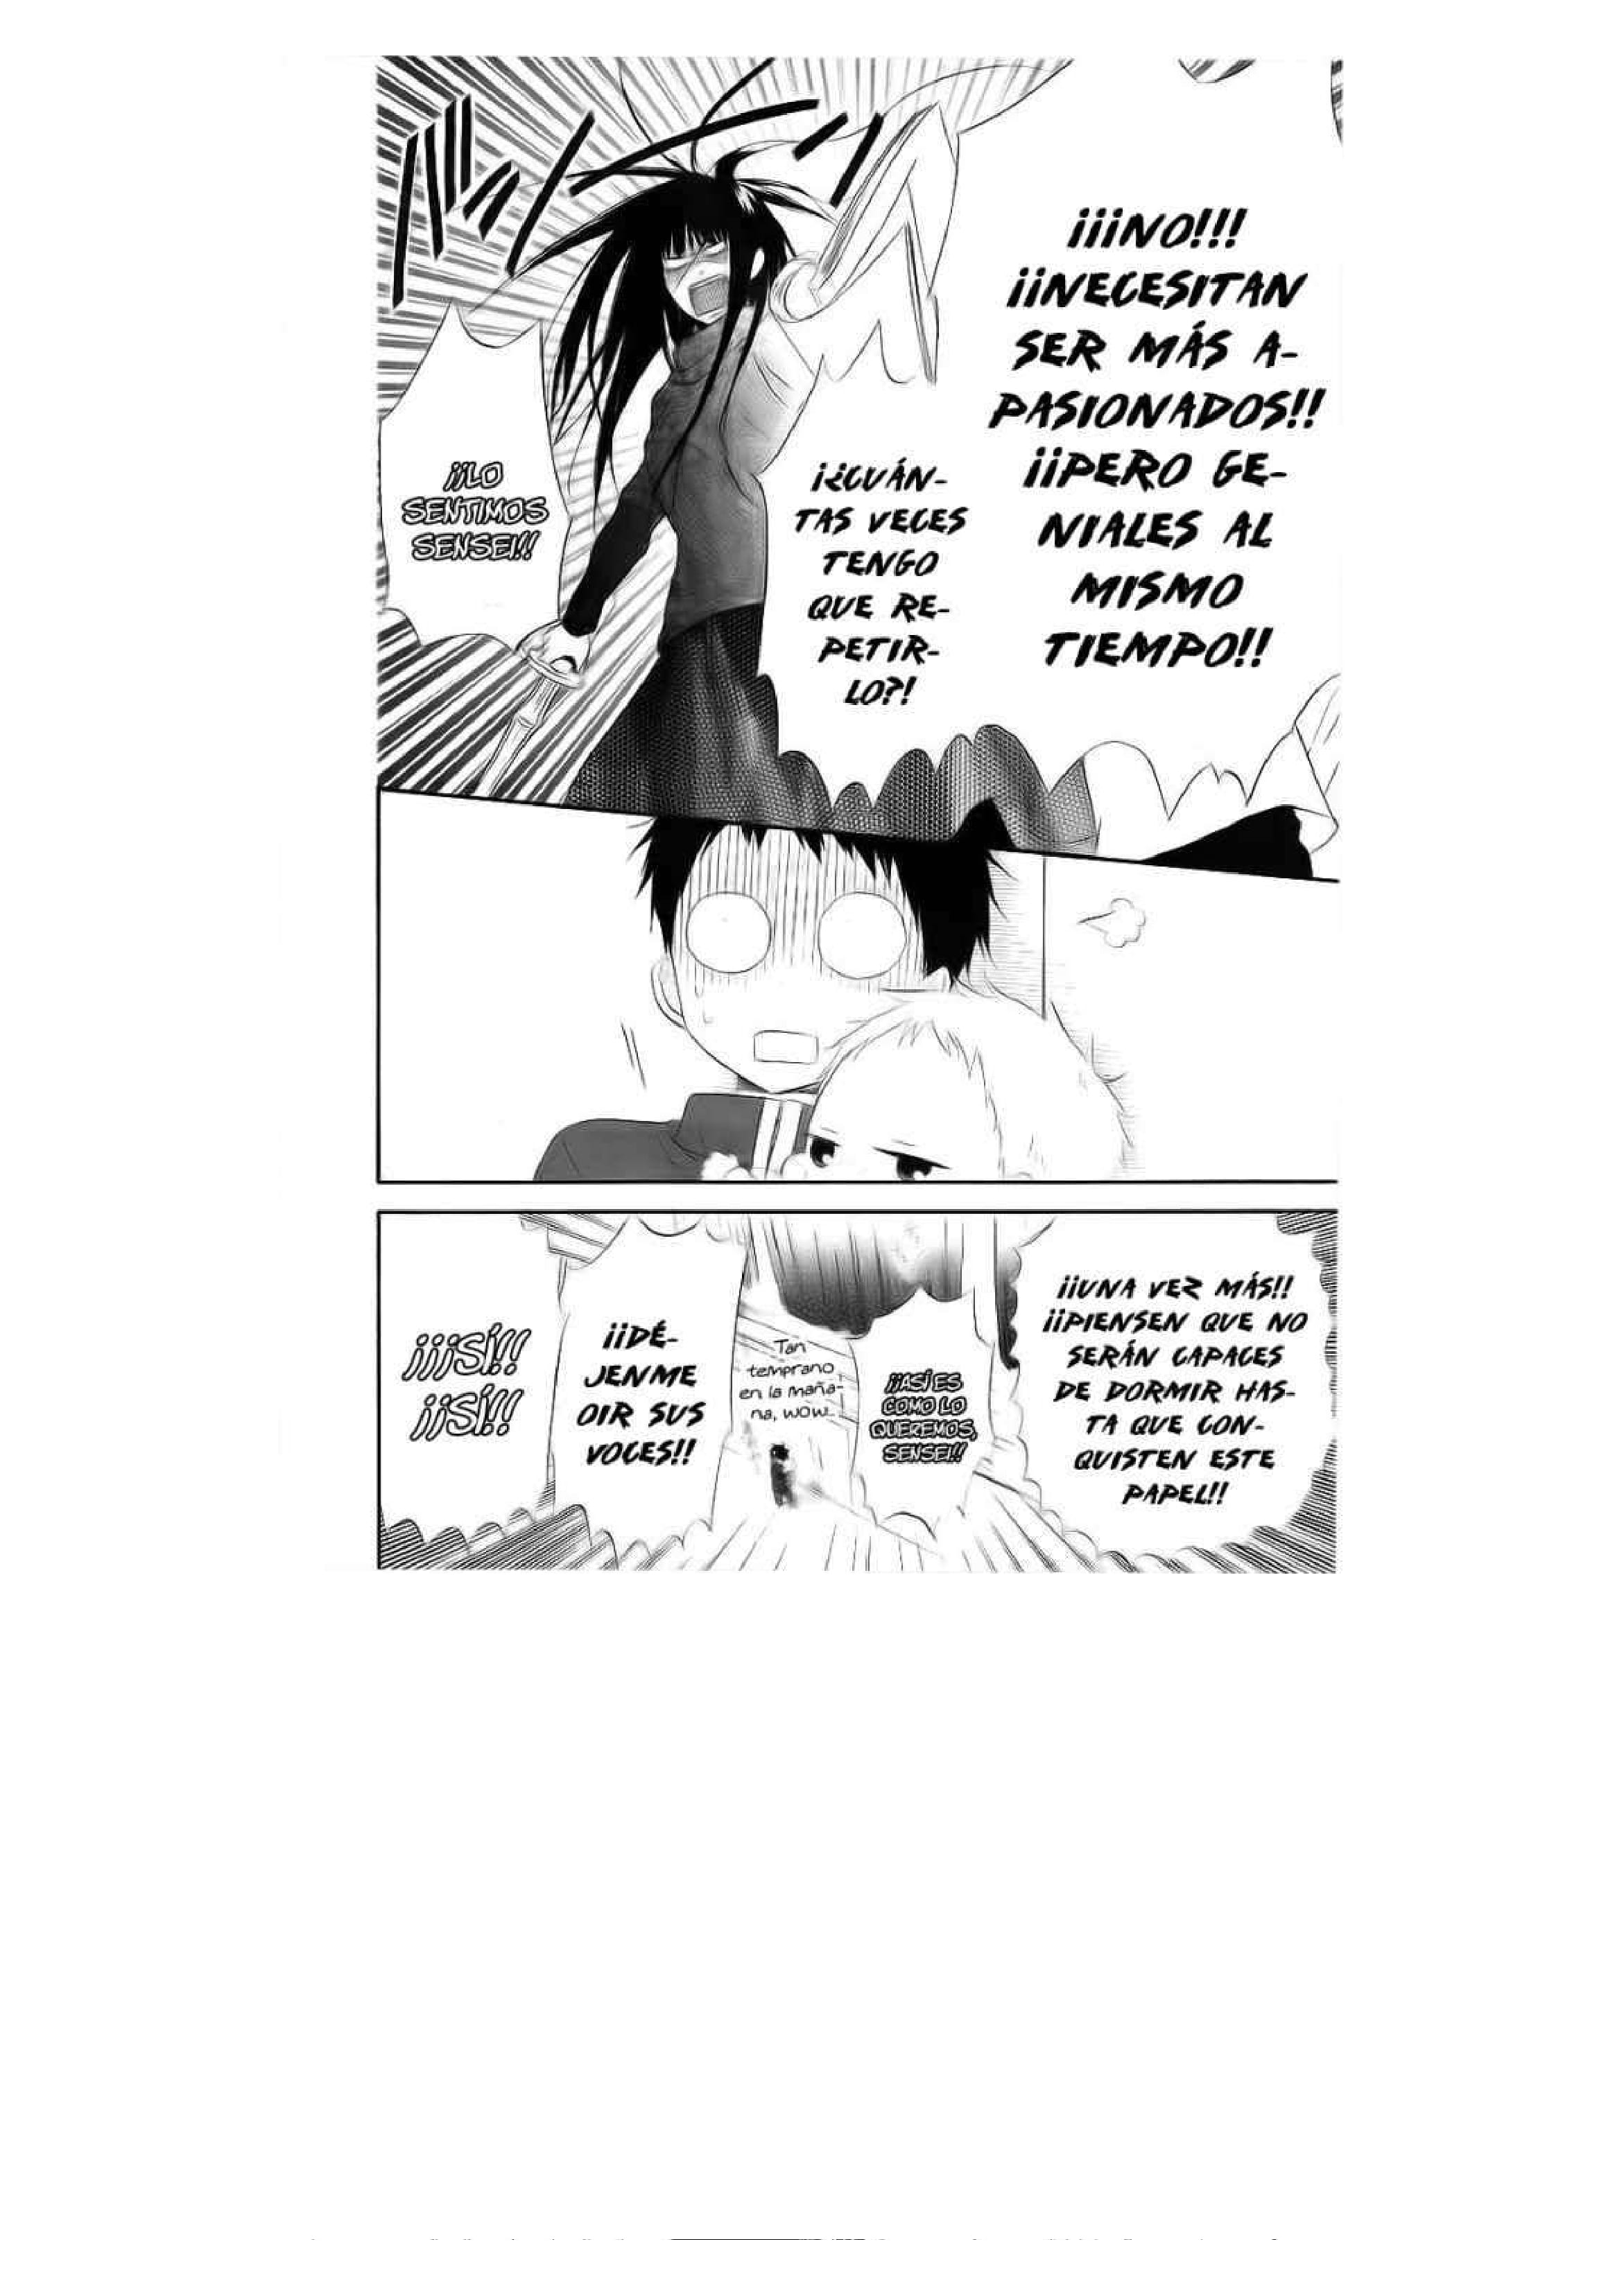 ¡¡¡NO!!!
¡¡NECESITAN
SER MÁS A-
PASIONADOS!!
¡¡PERO GE-
NIALES AL
MISMO
TIEMPO!!
¡¿CUÁN-
TAS VECES
TENGO
QUE RE-
PETIR-
LO?!
¡¡LO
SENTIMOS
SENSEI!!
¡¡UNA VEZ MÁS!!
¡¡PIENSEN QUE NO
SERÁN CAPACES
DE DORMIR HAS-
TA QUE CON-
QUISTEN ESTE
PAPEL!!
¡¡ASÍ ES
COMO LO
QUEREMOS,
SENSEI!!
Tan
temprano
en la maña-
na, wow...
¡¡DÉ-
JENME
OIR SUS
VOCES!!
¡¡¡SÍ!!
¡¡SÍ!!